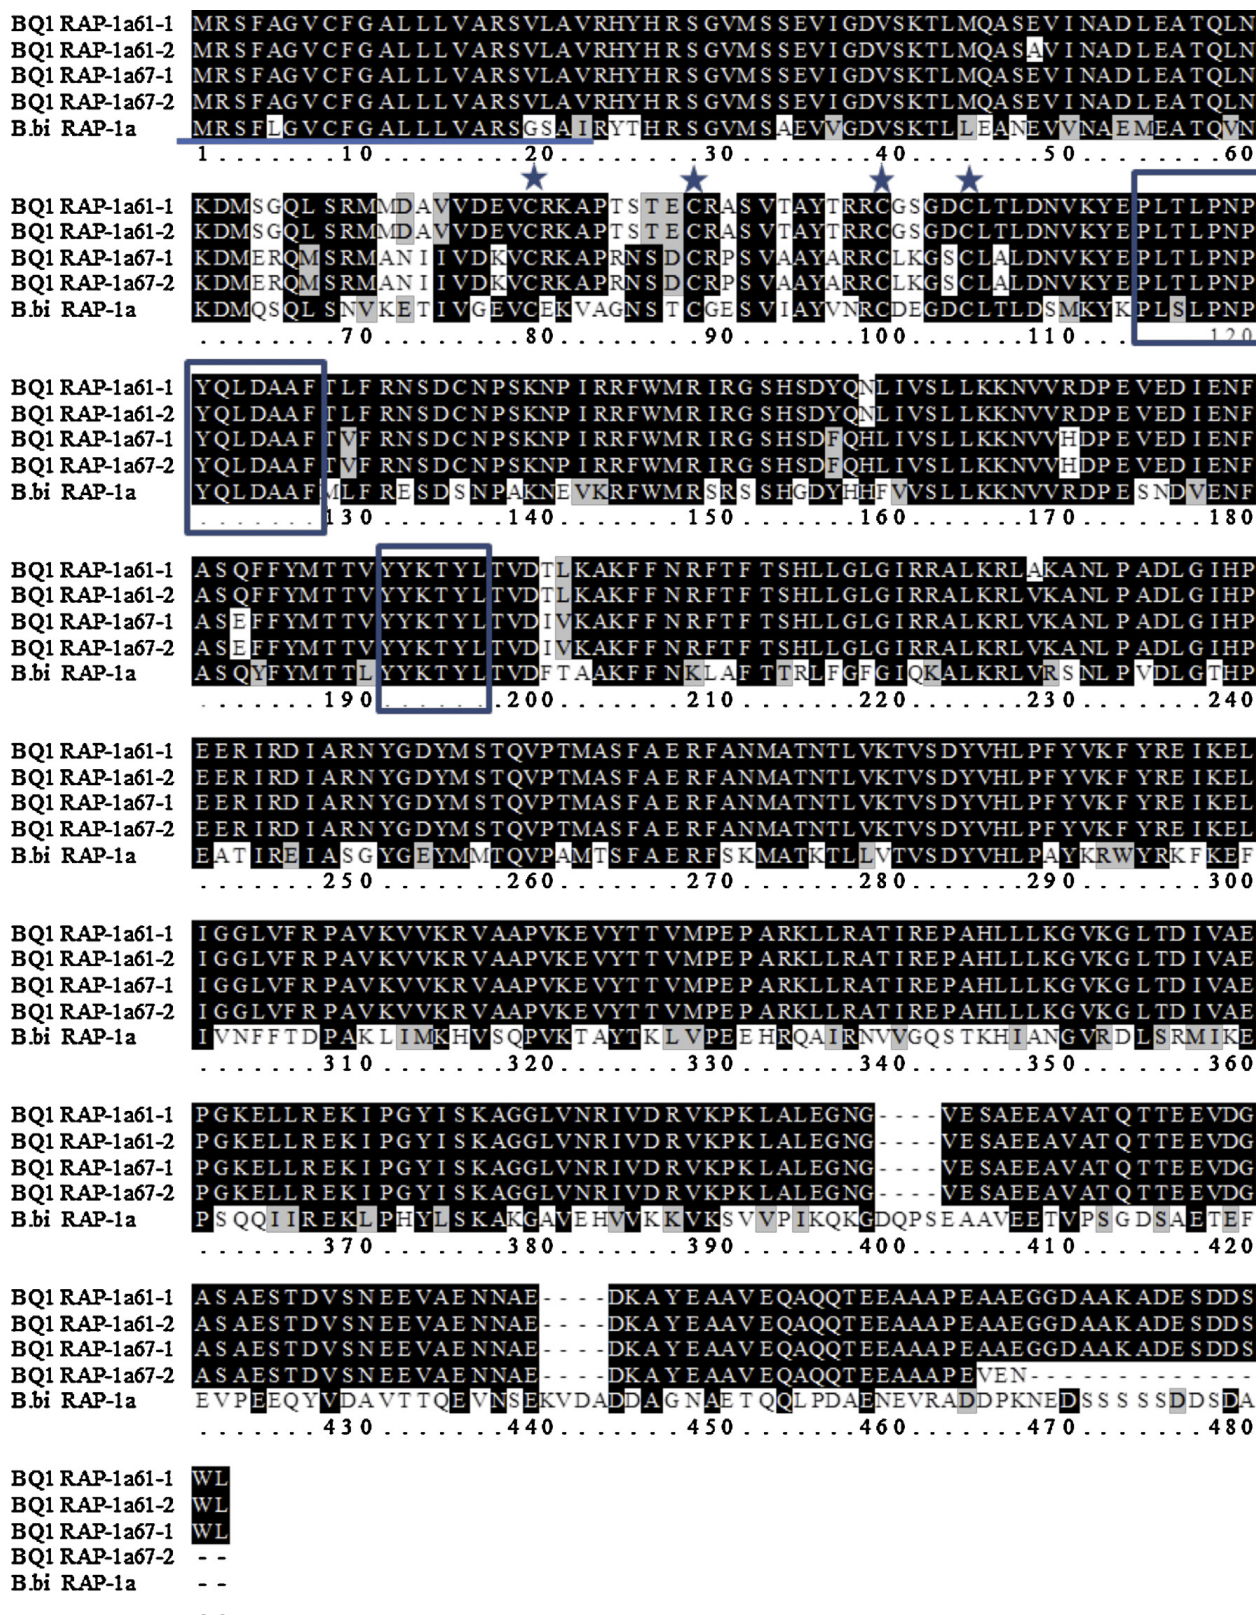 BQ1 RAP-1a61-1 MRSFAGVCFGALLLVARSVLAVRHYHRSGVMSSEVIGDVSKTLMQASEVINADLEATQLN
BQ1 RAP-1a61-2 MRSFAGVCFGALLLVARSVLAVRHYHRSGVMSSEVIGDVSKTLMQASAVINADLEATQLN
BQ1 RAP-1a67-1 MRSFAGVCFGALLLVARSVLAVRHYHRSGVMSSEVIGDVSKTLMQASEVINADLEATQLN
BQ1 RAP-1a67-2 MRSFAGVCFGALLLVARSVLAVRHYHRSGVMSSEVIGDVSKTLMQASEVINADLEATQLN
B.bi RAP-1a MRSFLGVCFGALLLVARSGSAIRYTHRSGVMSAEVVGDVSKTLLEANEVVNAEMEATQVN
1.......10........20........30........40........50........60
BQ1 RAP-1a61-1 KDMSGQLSRMMDAVVDEVCRKAPTSTECRASVTAYTRRCGSGDCLTLDNVKYEPLTLPNP
BQ1 RAP-1a61-2 KDMSGQLSRMMDAVVDEVCRKAPTSTECRASVTAYTRRCGSGDCLTLDNVKYEPLTLPNP
BQ1 RAP-1a67-1 KDMERQMSRMANIIVDKVCRKAPRNSDCRPSVAAYARRCLKGSCLALDNVKYEPLTLPNP
BQ1 RAP-1a67-2 KDMERQMSRMANIIVDKVCRKAPRNSDCRPSVAAYARRCLKGSCLALDNVKYEPLTLPNP
B.bi RAP-1a KDMQSQLSNVKETIVGEVCEKVAGNSTCGESVIAYVNRCDEGDCLTLDSMKYKPLSLPNP
........70........80........90........100.......110... 120
BQ1 RAP-1a61-1 YQLDAAFTLFRNSDCNPSKNPIRRFWMRIRGSHSDYQNLIVSLLKKNVVRDPEVEDIENF
BQ1 RAP-1a61-2 YQLDAAFTLFRNSDCNPSKNPIRRFWMRIRGSHSDYQNLIVSLLKKNVVRDPEVEDIENF
BQ1 RAP-1a67-1 YQLDAAFTVFRNSDCNPSKNPIRRFWMRIRGSHSDFQHLIVSLLKKNVVHDPEVEDIENF
BQ1 RAP-1a67-2 YQLDAAFTVFRNSDCNPSKNPIRRFWMRIRGSHSDFQHLIVSLLKKNVVHDPEVEDIENF
B.bi RAP-1a YQLDAAFMLFRESDSNPAKNEVKRFWMRSRSSHGDYHHFVVSLLKKNVVRDPESNDVENF
.......130.......140.......150.......160.......170.......180
BQ1 RAP-1a61-1 ASQFFYMTTVYYKTYLTVDTLKAKFFNRFTFTSHLLGLGIRRALKRLAKANLPADLGIHP
BQ1 RAP-1a61-2 ASQFFYMTTVYYKTYLTVDTLKAKFFNRFTFTSHLLGLGIRRALKRLVKANLPADLGIHP
BQ1 RAP-1a67-1 ASEFFYMTTVYYKTYLTVDIVKAKFFNRFTFTSHLLGLGIRRALKRLVKANLPADLGIHP
BQ1 RAP-1a67-2 ASEFFYMTTVYYKTYLTVDIVKAKFFNRFTFTSHLLGLGIRRALKRLVKANLPADLGIHP
B.bi RAP-1a ASQYFYMTTLYYKTYLTVDFTAAKFFNKLAFTTRLFGFGIQKALKRLVRSNLPVDLGTHP
.......190.......200.......210.......220.......230.......240
BQ1 RAP-1a61-1 EERIRDIARNYGDYMSTQVPTMASFAERFANMATNTLVKTVSDYVHLPFYVKFYREIKEL
BQ1 RAP-1a61-2 EERIRDIARNYGDYMSTQVPTMASFAERFANMATNTLVKTVSDYVHLPFYVKFYREIKEL
BQ1 RAP-1a67-1 EERIRDIARNYGDYMSTQVPTMASFAERFANMATNTLVKTVSDYVHLPFYVKFYREIKEL
BQ1 RAP-1a67-2 EERIRDIARNYGDYMSTQVPTMASFAERFANMATNTLVKTVSDYVHLPFYVKFYREIKEL
B.bi RAP-1a EATIREIASGYGEYMMTQVPAMTSFAERFSKMATKTLLVTVSDYVHLPAYKRWYRKFKEF
.......250.......260.......270.......280.......290.......300
BQ1 RAP-1a61-1 IGGLVFRPAVKVVKRVAAPVKEVYTTVMPEPARKLLRATIREPAHLLLKGVKGLTDIVAE
BQ1 RAP-1a61-2 IGGLVFRPAVKVVKRVAAPVKEVYTTVMPEPARKLLRATIREPAHLLLKGVKGLTDIVAE
BQ1 RAP-1a67-1 IGGLVFRPAVKVVKRVAAPVKEVYTTVMPEPARKLLRATIREPAHLLLKGVKGLTDIVAE
BQ1 RAP-1a67-2 IGGLVFRPAVKVVKRVAAPVKEVYTTVMPEPARKLLRATIREPAHLLLKGVKGLTDIVAE
B.bi RAP-1a IVNFFTDPAKLIMKHVSQPVKTAYTKLVPEEHRQAIRNVVGQSTKHIANGVRDLSRMIKE
.......310.......320.......330.......340.......350.......360
BQ1 RAP-1a61-1 PGKELLREKIPGYISKAGGLVNRIVDRVKPKLALEGNG----VESAEEAVATQTTEEVDG
BQ1 RAP-1a61-2 PGKELLREKIPGYISKAGGLVNRIVDRVKPKLALEGNG----VESAEEAVATQTTEEVDG
BQ1 RAP-1a67-1 PGKELLREKIPGYISKAGGLVNRIVDRVKPKLALEGNG----VESAEEAVATQTTEEVDG
BQ1 RAP-1a67-2 PGKELLREKIPGYISKAGGLVNRIVDRVKPKLALEGNG----VESAEEAVATQTTEEVDG
B.bi RAP-1a PSQQIIREKLPHYLSKAKGAVEHVVKKVKSVVPIKQKGDQPSEAAVEETVPSGDSAETEF
.......370.......380.......390.......400.......410.......420
BQ1 RAP-1a61-1 ASAESTDVSNEEVAENNAE----DKAYEAAVEQAQQTEEAAAPEAAEGGDAAKADESDDS
BQ1 RAP-1a61-2 ASAESTDVSNEEVAENNAE----DKAYEAAVEQAQQTEEAAAPEAAEGGDAAKADESDDS
BQ1 RAP-1a67-1 ASAESTDVSNEEVAENNAE----DKAYEAAVEQAQQTEEAAAPEAAEGGDAAKADESDDS
BQ1 RAP-1a67-2 ASAESTDVSNEEVAENNAE----DKAYEAAVEQAQQTEEAAAPEVEN-------------
B.bi RAP-1a EVPEEQYVDAVTTQEVNSEKVDADDAGNAETQQLPDAENEVRADDPKNEDSSSSSDDSDA
.......430.......440.......450.......460.......470.......480
BQ1 RAP-1a61-1 WL
BQ1 RAP-1a61-2 WL
BQ1 RAP-1a67-1 WL
BQ1 RAP-1a67-2 --
B.bi RAP-1a --